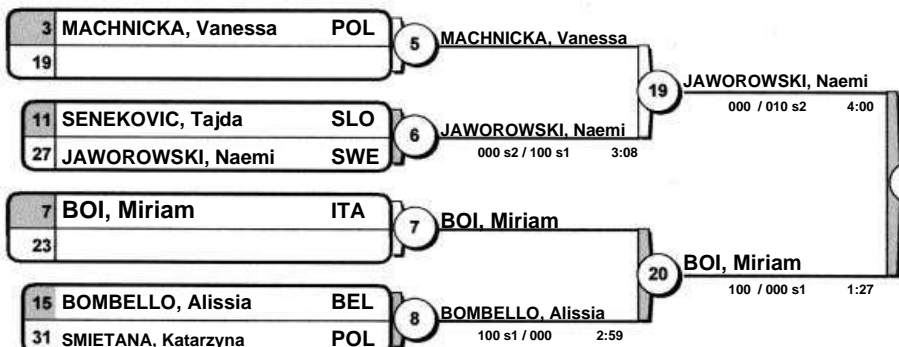 3 MACHNICKA, Vanessa POL
19
5
MACHNICKA, Vanessa
11 SENEKOVIC, Tajda SLO
27 JAWOROWSKI, Naemi SWE
6
JAWOROWSKI, Naemi
000 s2 / 100 s1 3:08
19
JAWOROWSKI, Naemi
000 / 010 s2 4:00
7 BOI, Miriam ITA
23
7
BOI, Miriam
15 BOMBELLO, Alissia BEL
31 SMIETANA, Katarzyna POL
8
BOMBELLO, Alissia
100 s1 / 000 2:59
20
BOI, Miriam
100 / 000 s1 1:27